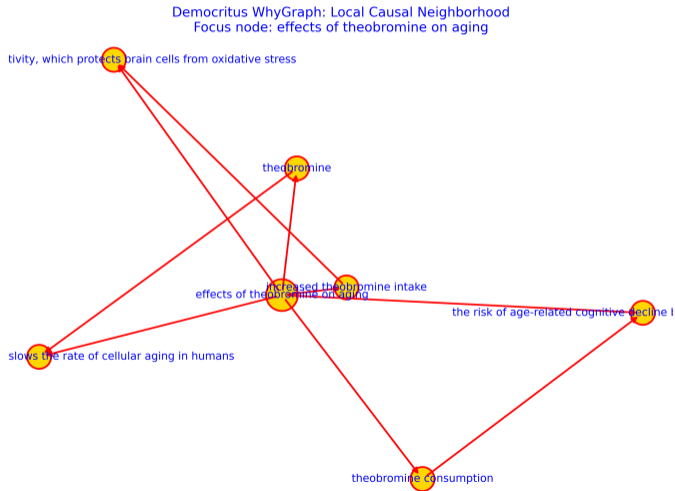 Democritus WhyGraph: Local Causal Neighborhood
Focus node: effects of theobromine on aging
tivity, which protects brain cells from oxidative stress
theobromine
increased theobromine intake
effects of theobromine on aging
the risk of age-related cognitive decline b
slows the rate of cellular aging in humans
theobromine consumption